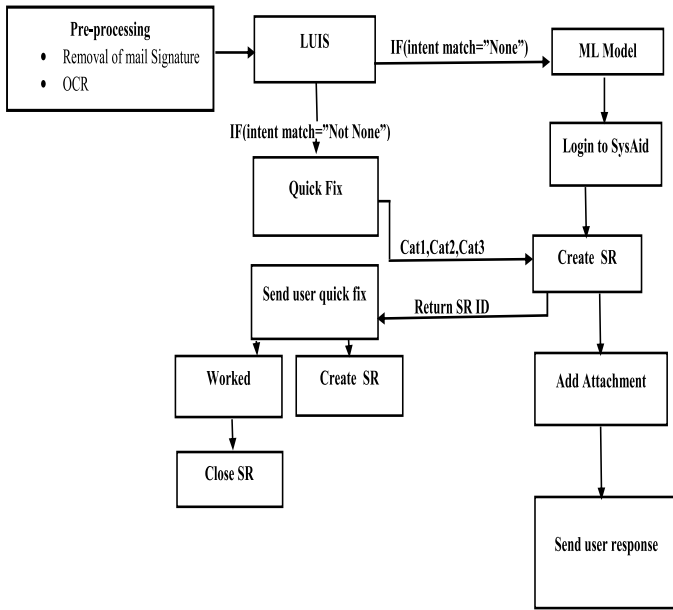 Pre-processing
• Removal of mail Signature
• OCR
LUIS
IF(intent match=”None”)
ML Model
IF(intent match=”Not None”)
Login to SysAid
Quick Fix
Cat1,Cat2,Cat3
Create SR
Send user quick fix
Return SR ID
Worked
Create SR
Add Attachment
Close SR
Send user response